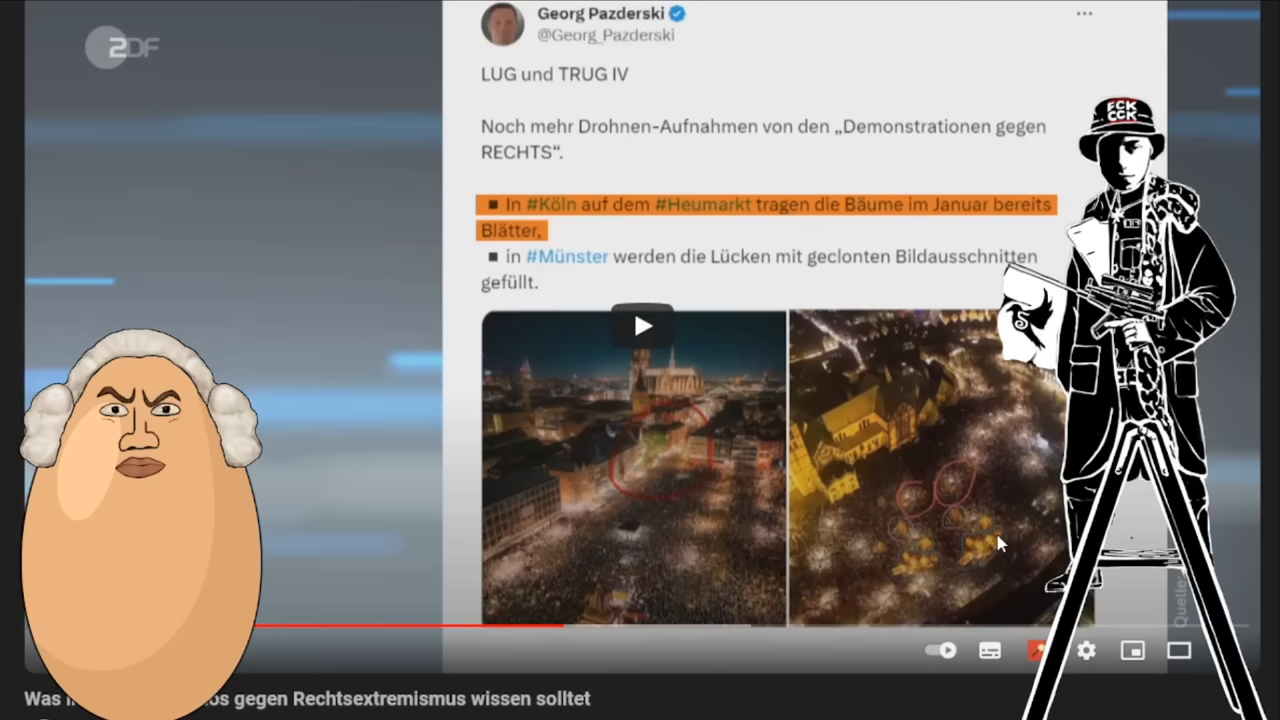 ZDF
Georg Pazderski
@Georg_Pazderski
LUG und TRUG IV
Noch mehr Drohnen-Aufnahmen von den „Demonstrationen gegen
RECHTS“.
▪ In #Köln auf dem #Heumarkt tragen die Bäume im Januar bereits
Blätter,
▪ in #Münster werden die Lücken mit geclonten Bildausschnitten
gefüllt.
FCK
CCK
Quelle:
Was gegen Rechtsextremismus wissen solltet